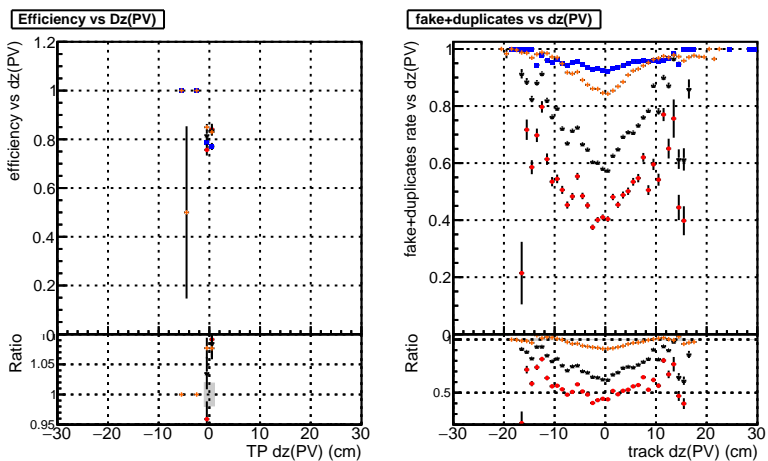 Efficiency vs Dz(PV)
efficiency vs dz(PV)
1.2
1
0.8
0.6
0.4
0.2
0
Ratio
1.05
1
0.95
−30 −20 −10 0 10 20 30
TP dz(PV) (cm)
fake+duplicates vs dz(PV)
fake+duplicates rate vs dz(PV)
1
0.8
0.6
0.4
0.2
0
Ratio
1
0.5
−30 −20 −10 0 10 20 30
track dz(PV) (cm)